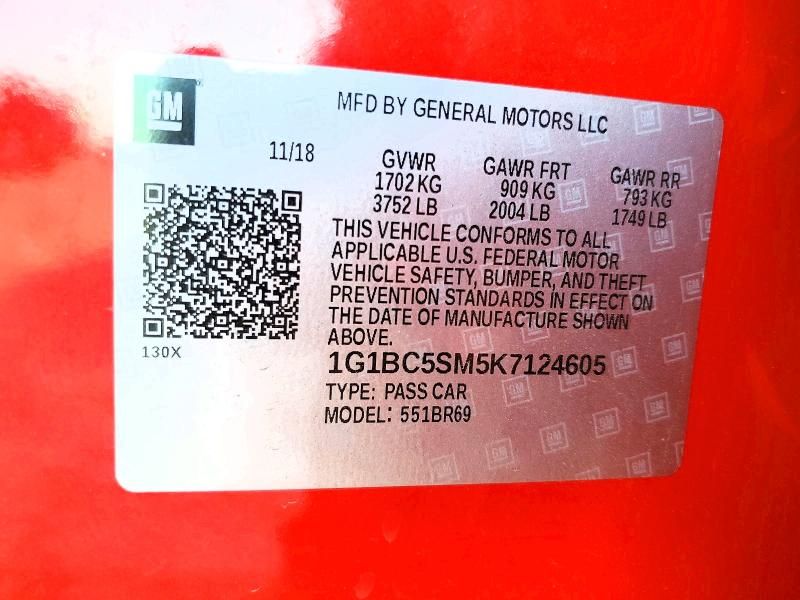 GM
MFD BY GENERAL MOTORS LLC
11/18
GVWR
1702 KG
3752 LB
GAWR FRT
909 KG
2004 LB
GAWR RR
793 KG
1749 LB
THIS VEHICLE CONFORMS TO ALL
APPLICABLE U.S. FEDERAL MOTOR
VEHICLE SAFETY, BUMPER, AND THEFT
PREVENTION STANDARDS IN EFFECT ON
THE DATE OF MANUFACTURE SHOWN
ABOVE.
130X
1G1BC5SM5K7124605
TYPE: PASS CAR
MODEL: 551BR69